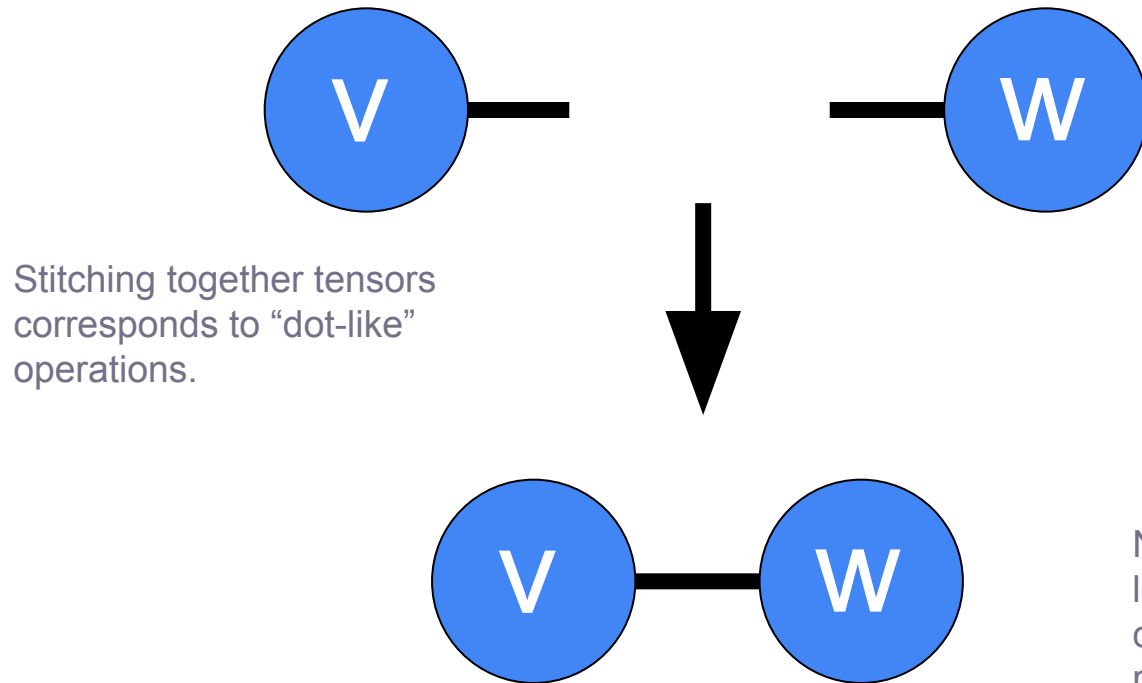 V
W
Stitching together tensors
corresponds to “dot-like”
operations.
V
W